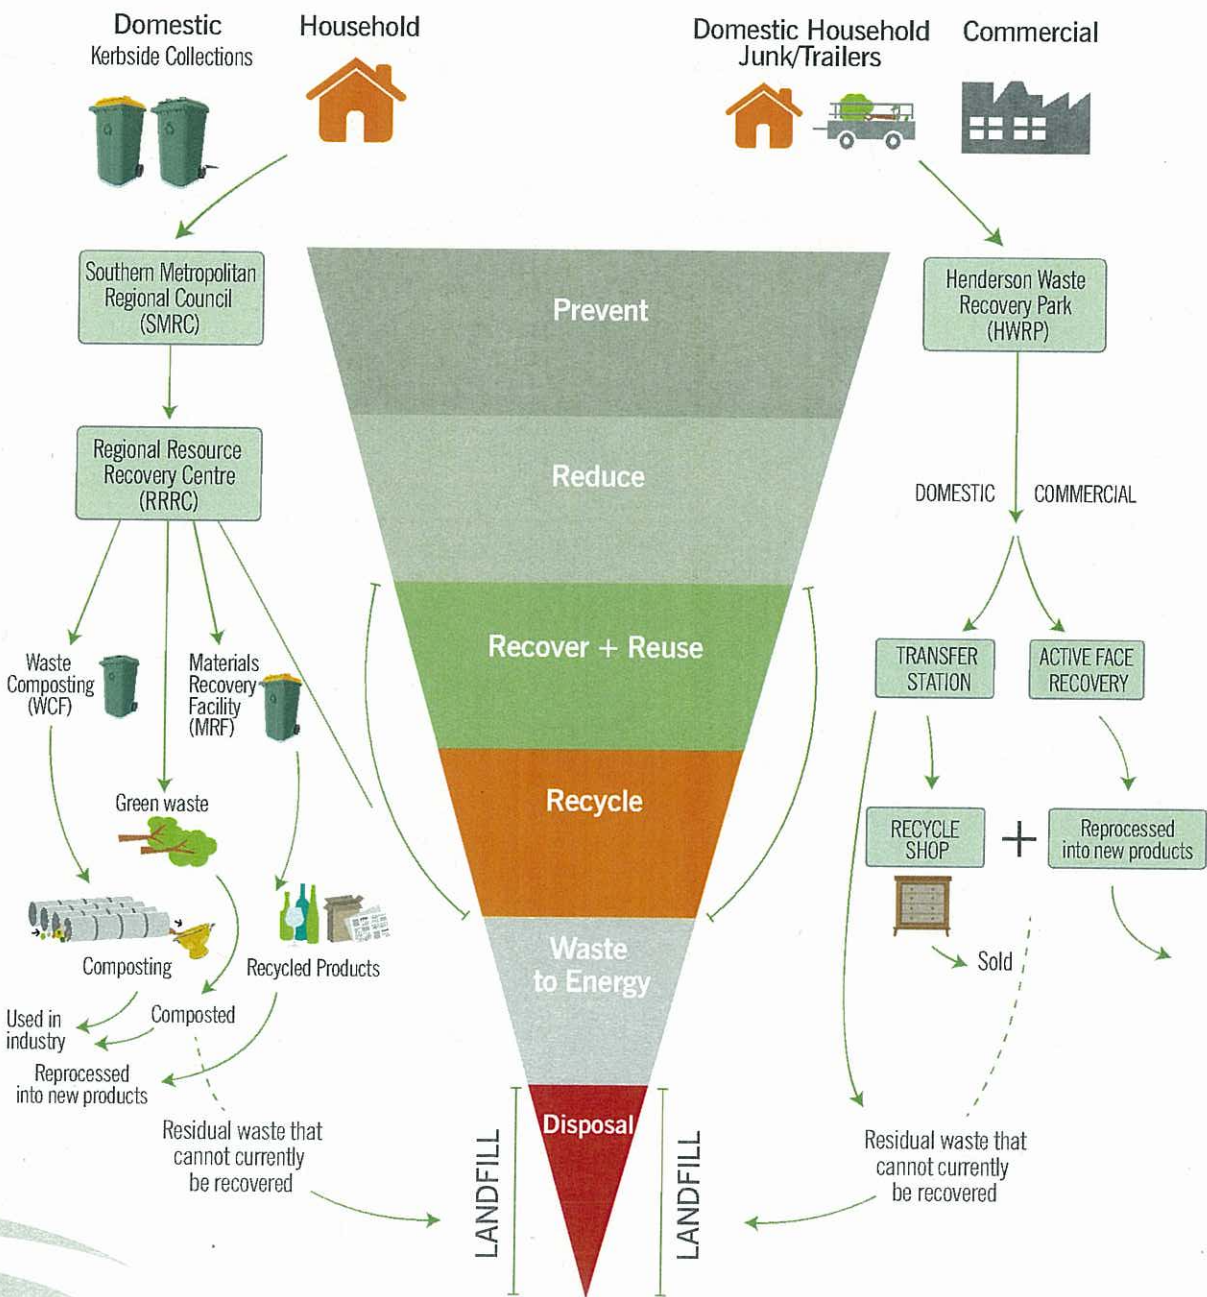 Domestic
Kerbside Collections
Household
Domestic Household
Junk/Trailers
Commercial
Southern Metropolitan
Regional Council
(SMRC)
Regional Resource
Recovery Centre
(RRRC)
Waste
Composting
(WCF)
Materials
Recovery
Facility
(MRF)
Green waste
Composting
Recycled Products
Used in
industry
Composted
Reprocessed
into new products
Residual waste that
cannot currently
be recovered
Prevent
Reduce
Recover + Reuse
Recycle
Waste
to Energy
Disposal
LANDFILL
LANDFILL
Henderson Waste
Recovery Park
(HWRP)
DOMESTIC
COMMERCIAL
TRANSFER
STATION
ACTIVE FACE
RECOVERY
RECYCLE
SHOP
+
Reprocessed
into new products
Sold
Residual waste that
cannot currently
be recovered